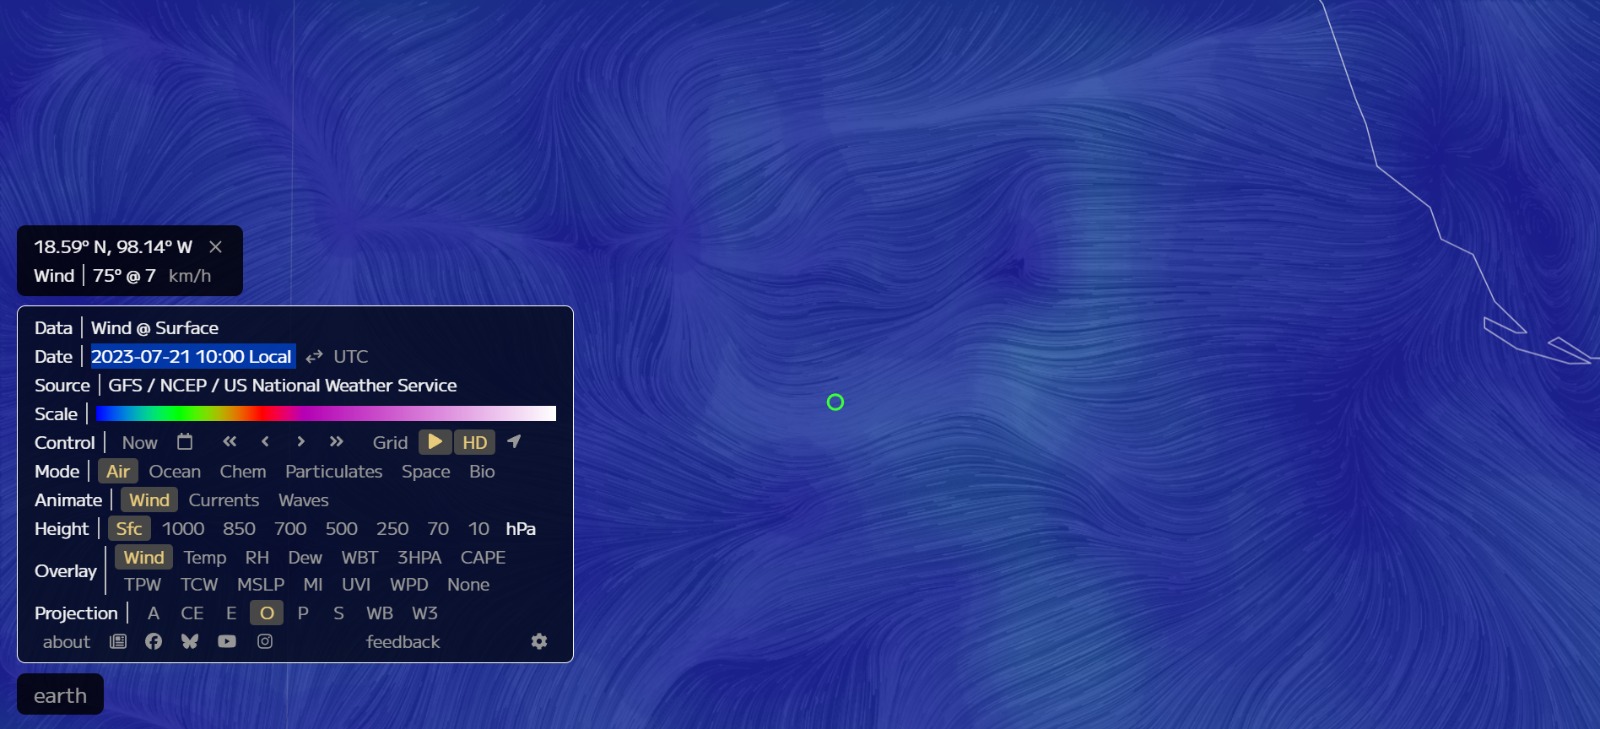 18.59° N, 98.14° W ×
Wind | 75° @ 7 km/h
Data | Wind @ Surface
Date | 2023-07-21 10:00 Local ⇄ UTC
Source | GFS / NCEP / US National Weather Service
Scale |
Control | Now « ‹ › » Grid HD
Mode | Air Ocean Chem Particulates Space Bio
Animate | Wind Currents Waves
Height | Sfc 1000 850 700 500 250 70 10 hPa
Overlay | Wind Temp RH Dew WBT 3HPA CAPE
TPW TCW MSLP MI UVI WPD None
Projection | A CE E O P S WB W3
about feedback
earth